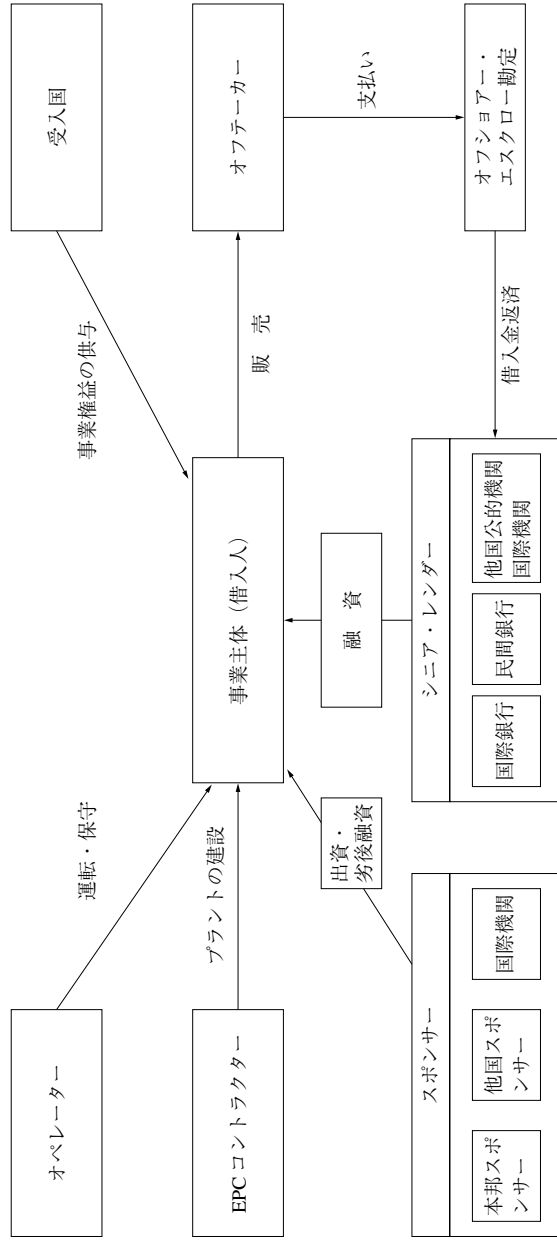 オペレーター
運転・保守
事業権益の供与
受入国
EPCコントラクター
プラントの建設
事業主体（借入人）
販　売
オフテーカー
支払い
出資・
劣後融資
融　資
スポンサー
本邦スポ
ンサー
他国スポ
ンサー
国際機関
シニア・レンダー
国際銀行
民間銀行
他国公的機関
国際機関
借入金返済
オフショアー・
エスクロー勘定